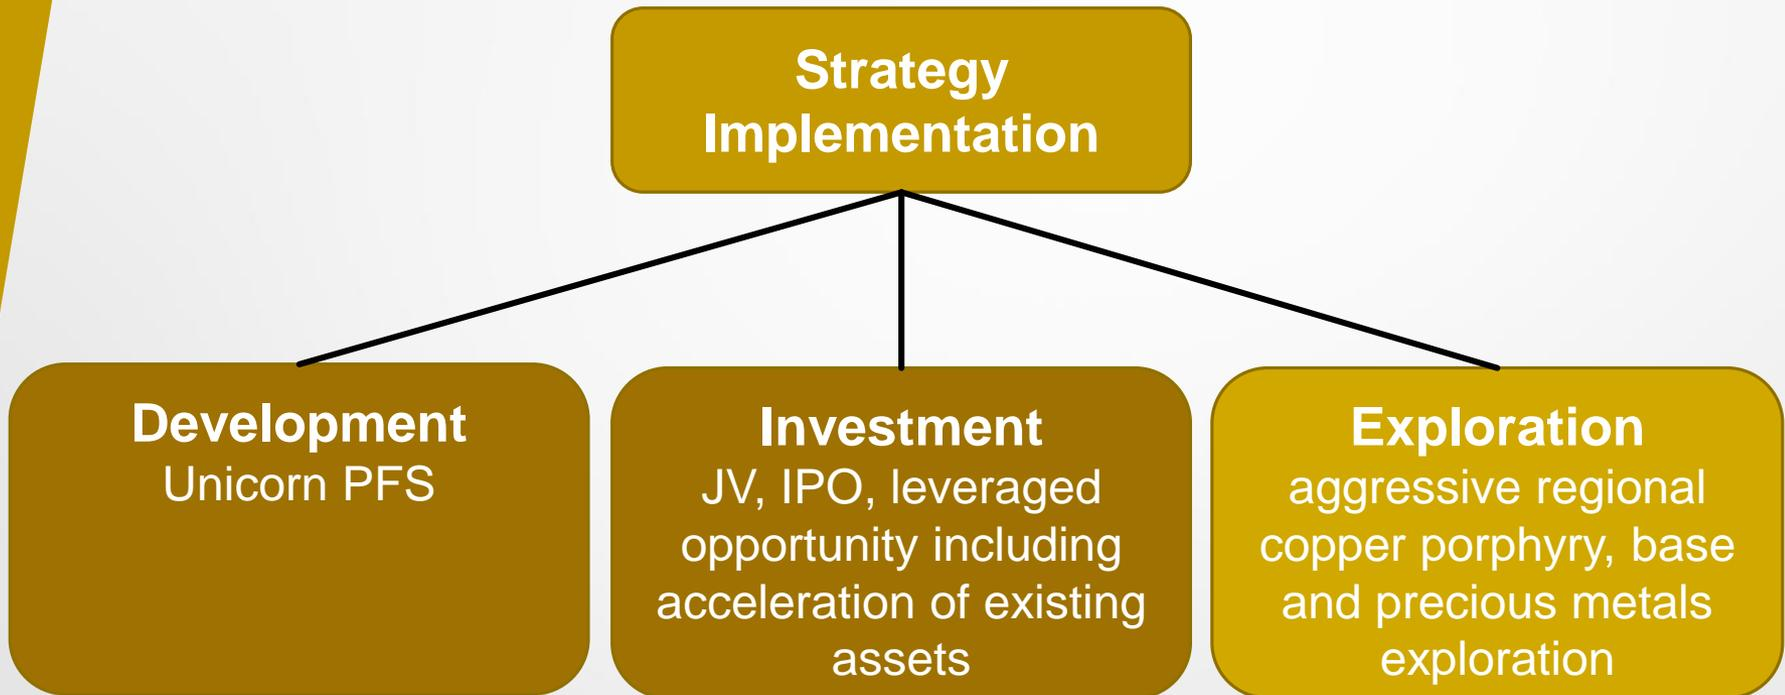 Strategy
Implementation
Development
Unicorn PFS
Investment
JV, IPO, leveraged
opportunity including
acceleration of existing
assets
Exploration
aggressive regional
copper porphyry, base
and precious metals
exploration